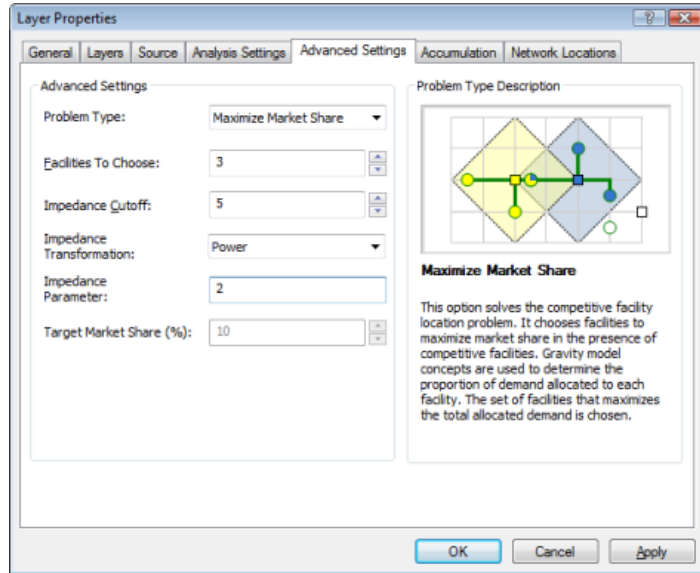 Layer Properties
General Layers Source Analysis Settings Advanced Settings Accumulation Network Locations
Advanced Settings
Problem Type: Maximize Market Share
Facilities To Choose: 3
Impedance Cutoff: 5
Impedance
Transformation: Power
Impedance
Parameter: 2
Target Market Share (%): 10
Problem Type Description
Maximize Market Share
This option solves the competitive facility
location problem. It chooses facilities to
maximize market share in the presence of
competitive facilities. Gravity model
concepts are used to determine the
proportion of demand allocated to each
facility. The set of facilities that maximizes
the total allocated demand is chosen.
OK Cancel Apply